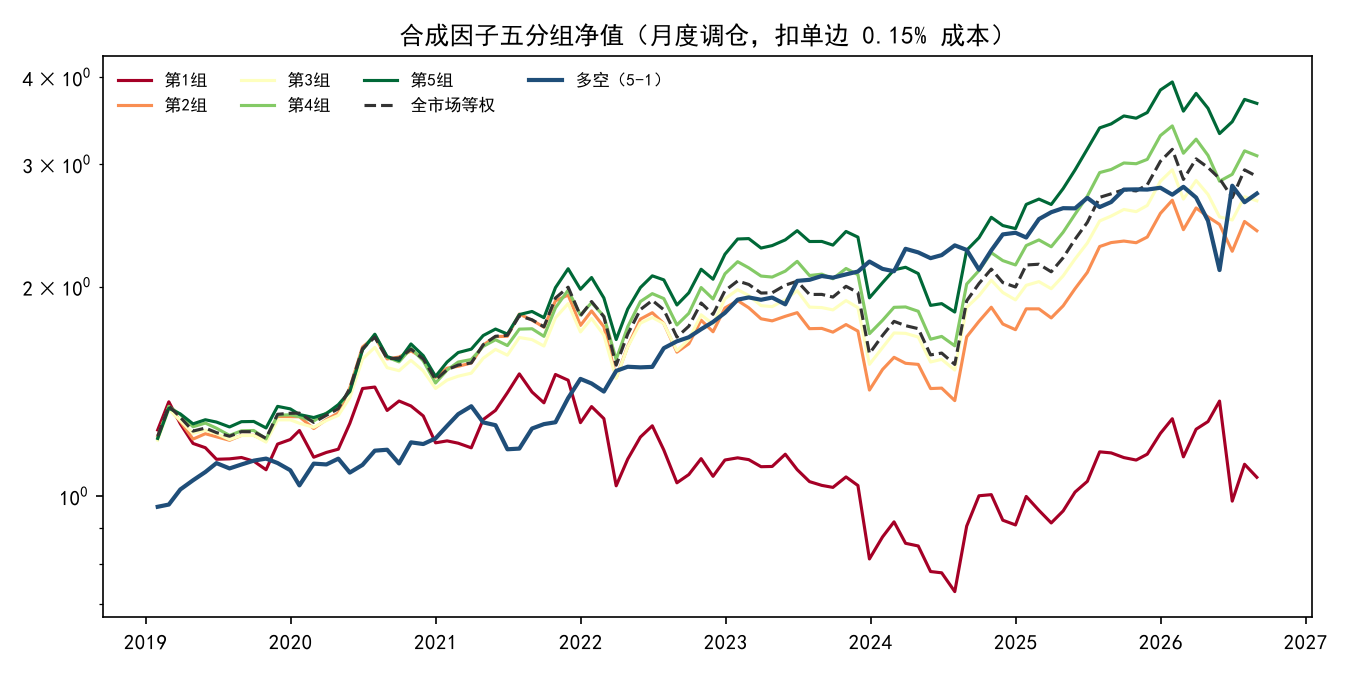 合成因子五分组净值（月度调仓，扣单边 0.15% 成本）
第1组 第3组 第5组 多空（5-1）
第2组 第4组 全市场等权
4 × 10⁰
3 × 10⁰
2 × 10⁰
10⁰
2019 2020 2021 2022 2023 2024 2025 2026 2027